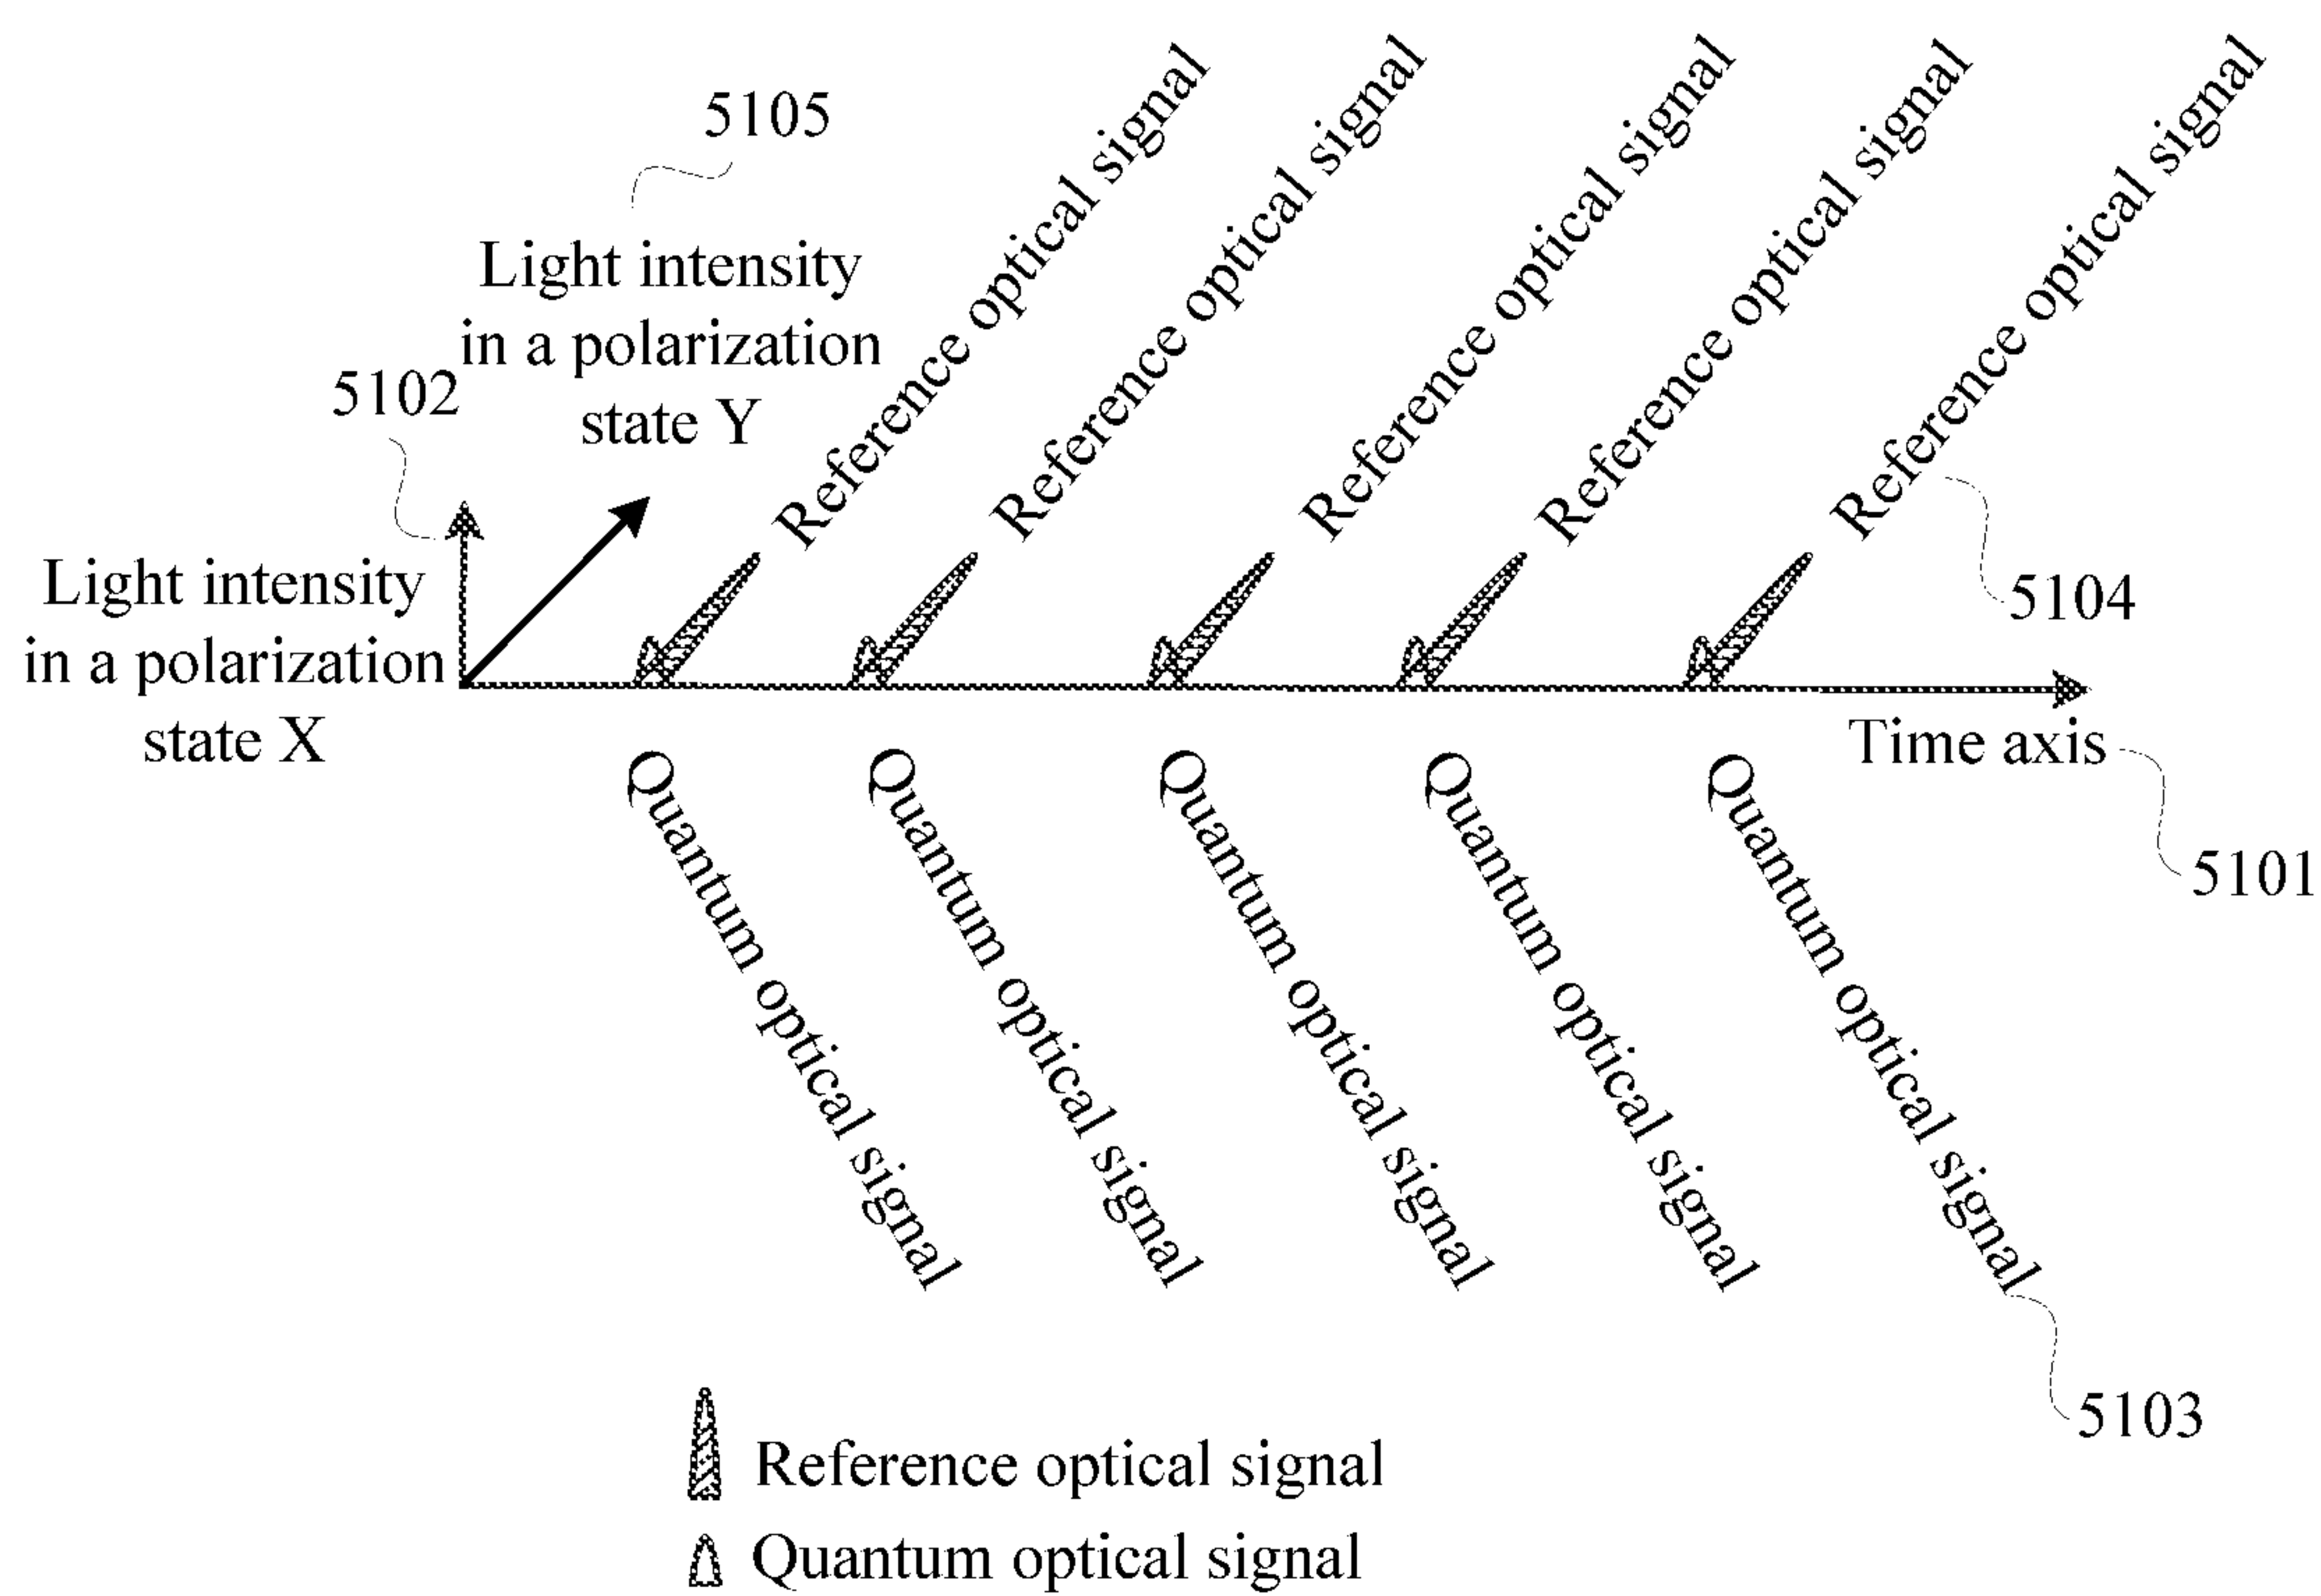 5105
Light intensity
in a polarization
state Y
5102
Reference optical signal
Reference optical signal
Reference optical signal
Reference optical signal
Reference optical signal
5104
Light intensity
in a polarization
state X
Time axis
5101
Quantum optical signal
Quantum optical signal
Quantum optical signal
Quantum optical signal
Quantum optical signal
5103
Reference optical signal
Quantum optical signal